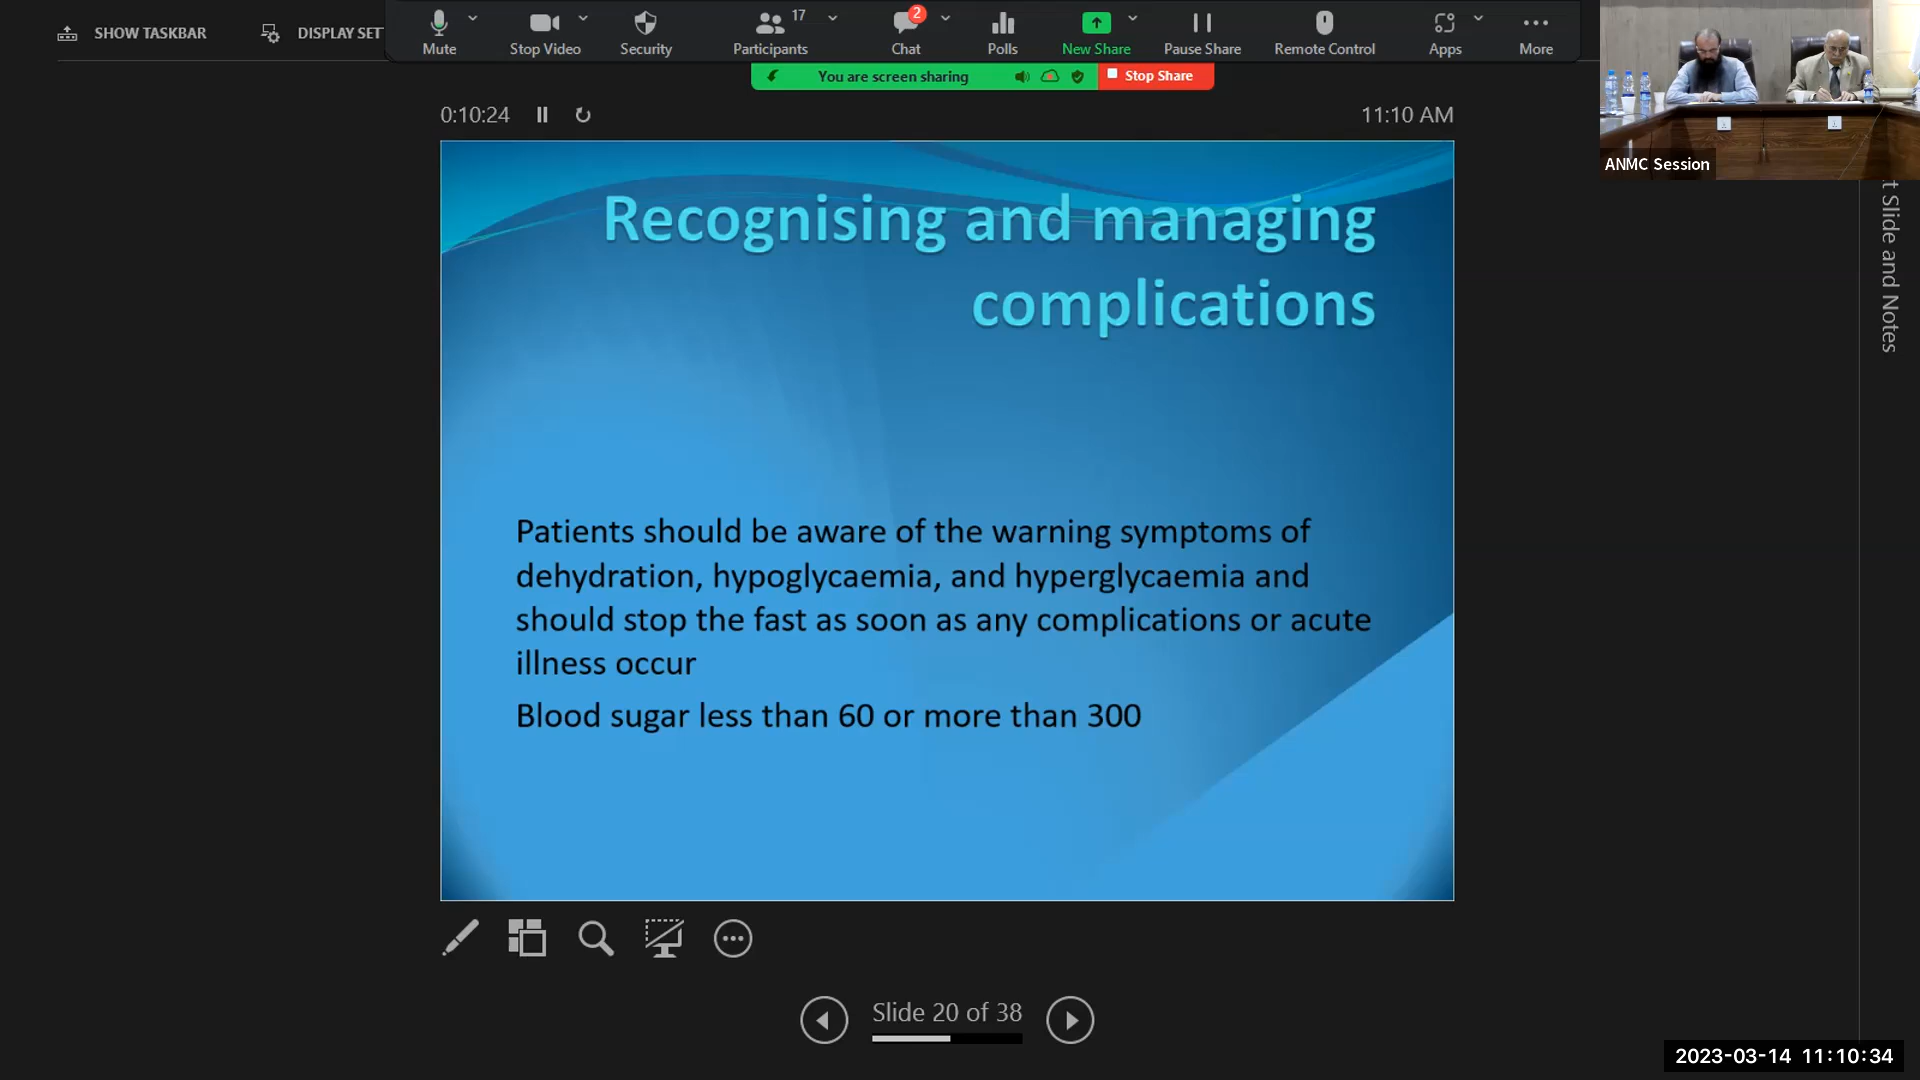 SHOW TASKBAR
DISPLAY SET
Mute
Stop Video
Security
17
Participants
2
Chat
Polls
New Share
Pause Share
Remote Control
Apps
More
You are screen sharing
Stop Share
0:10:24
11:10 AM
ANMC Session
t Slide and Notes
Recognising and managing
complications
Patients should be aware of the warning symptoms of
dehydration, hypoglycaemia, and hyperglycaemia and
should stop the fast as soon as any complications or acute
illness occur
Blood sugar less than 60 or more than 300
Slide 20 of 38
2023-03-14 11:10:34